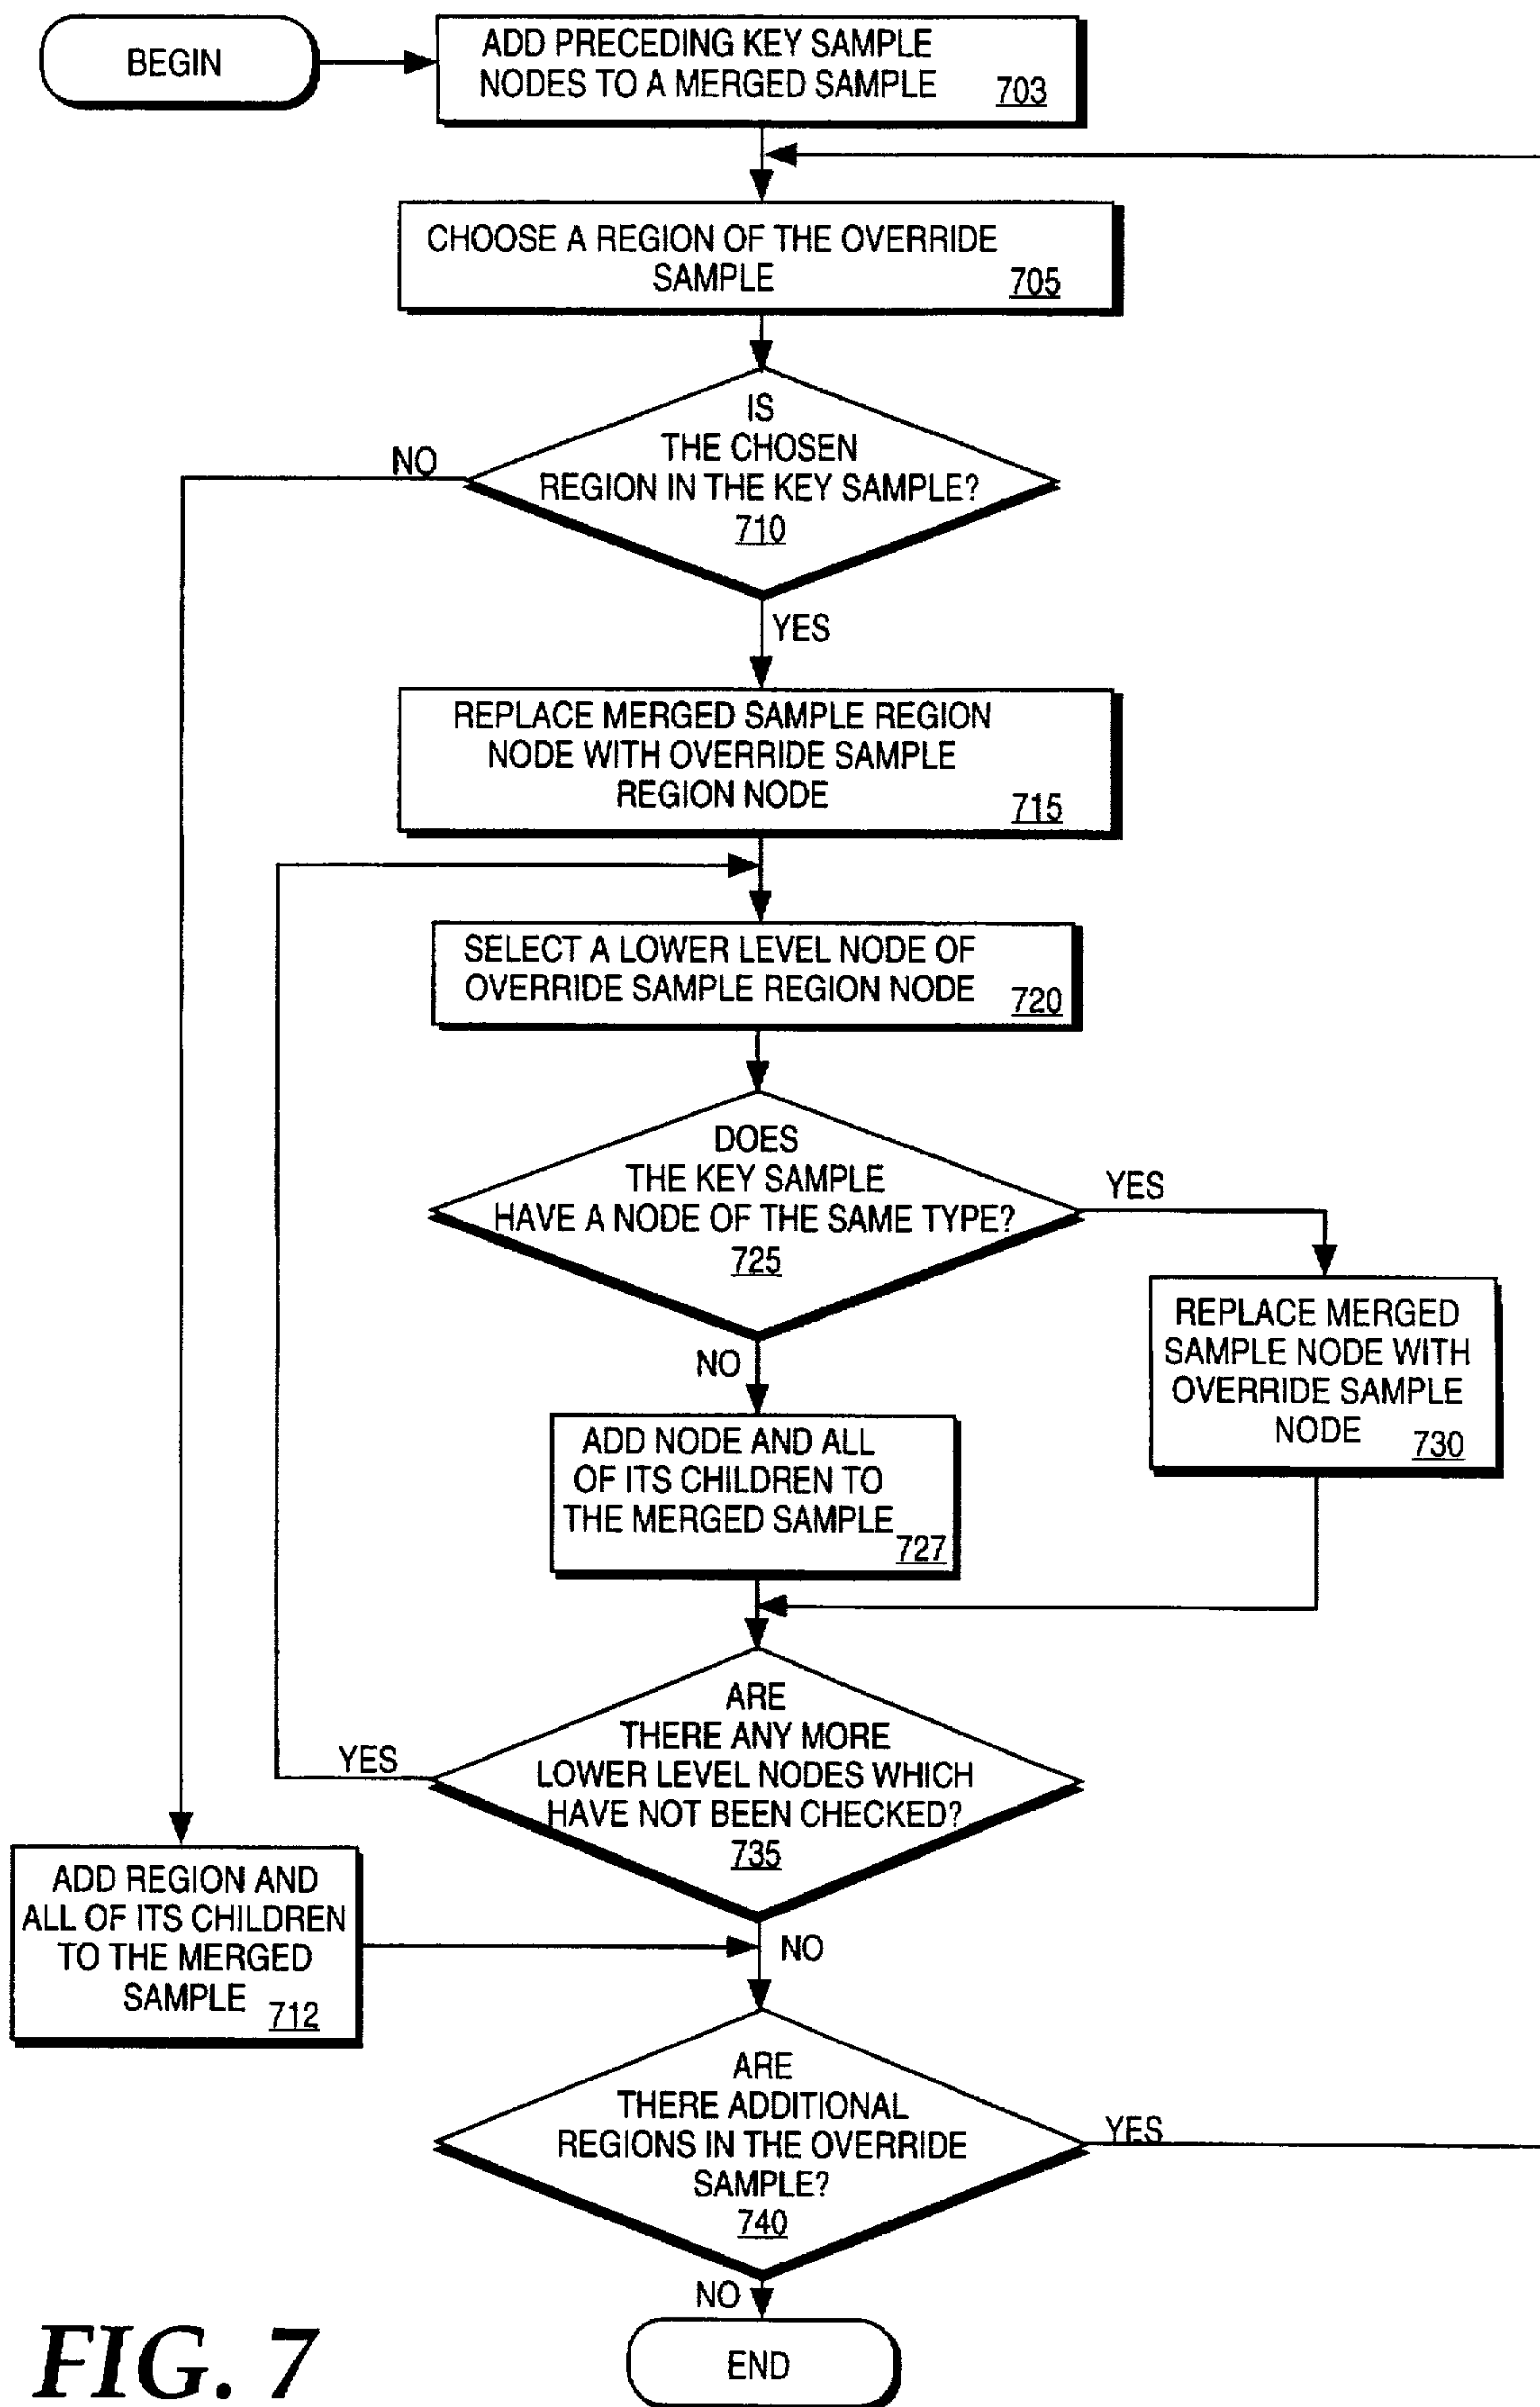 BEGIN
ADD PRECEDING KEY SAMPLE
NODES TO A MERGED SAMPLE
703
CHOOSE A REGION OF THE OVERRIDE
SAMPLE
705
IS
THE CHOSEN
REGION IN THE KEY SAMPLE?
710
NO
YES
REPLACE MERGED SAMPLE REGION
NODE WITH OVERRIDE SAMPLE
REGION NODE
715
SELECT A LOWER LEVEL NODE OF
OVERRIDE SAMPLE REGION NODE
720
DOES
THE KEY SAMPLE
HAVE A NODE OF THE SAME TYPE?
725
YES
NO
REPLACE MERGED
SAMPLE NODE WITH
OVERRIDE SAMPLE
NODE
730
ADD NODE AND ALL
OF ITS CHILDREN TO
THE MERGED SAMPLE
727
ARE
THERE ANY MORE
LOWER LEVEL NODES WHICH
HAVE NOT BEEN CHECKED?
735
YES
NO
ADD REGION AND
ALL OF ITS CHILDREN
TO THE MERGED
SAMPLE
712
ARE
THERE ADDITIONAL
REGIONS IN THE OVERRIDE
SAMPLE?
740
YES
NO
END
FIG. 7